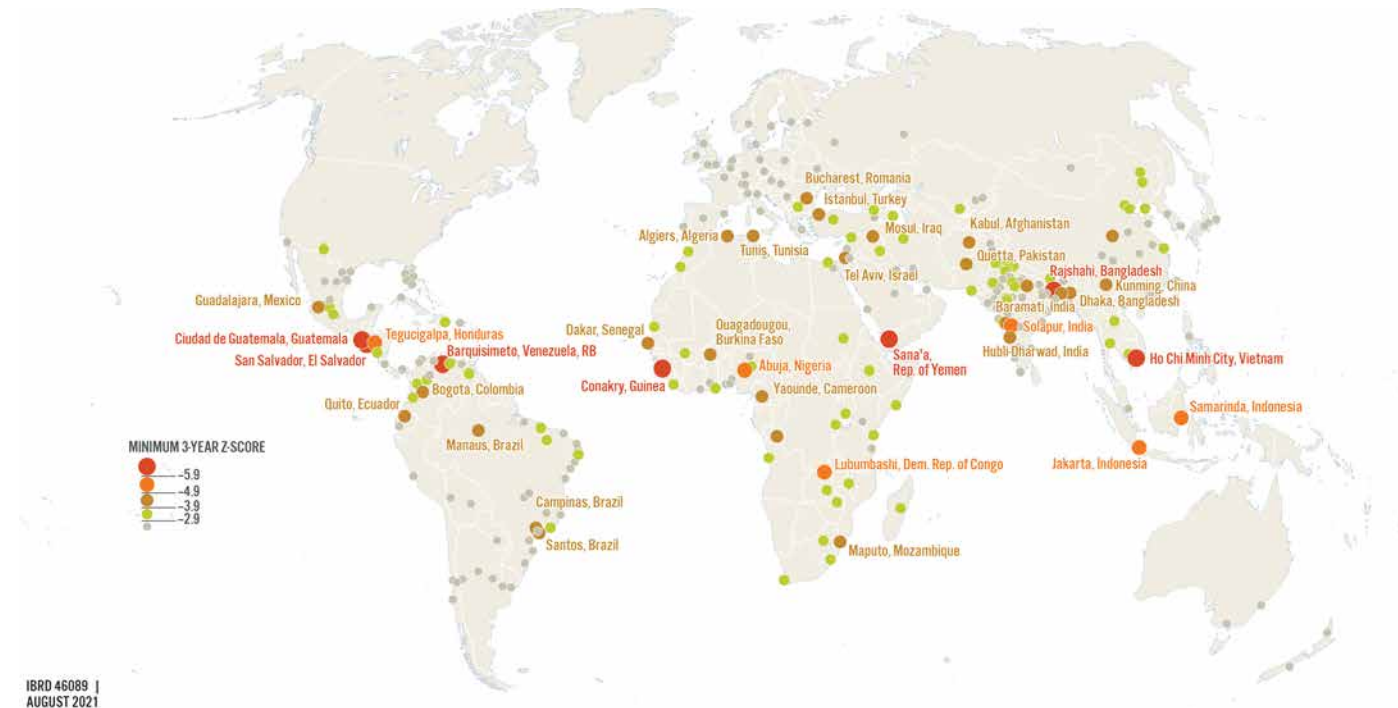 Bucharest, Romania
Istanbul, Turkey
Kabul, Afghanistan
Algiers, Algeria
Mosul, Iraq
Tunis, Tunisia
Quetta, Pakistan
Tel Aviv, Israel
Rajshahi, Bangladesh
Kunming, China
Guadalajara, Mexico
Dhaka, Bangladesh
Baramati, India
Ciudad de Guatemala, Guatemala
Tegucigalpa, Honduras
Dakar, Senegal
Ouagadougou,
Burkina Faso
Solapur, India
San Salvador, El Salvador
Barquisimeto, Venezuela, RB
Hubli-Dharwad, India
Sana'a,
Rep. of Yemen
Ho Chi Minh City, Vietnam
Abuja, Nigeria
Conakry, Guinea
Bogota, Colombia
Yaounde, Cameroon
Quito, Ecuador
Samarinda, Indonesia
Manaus, Brazil
MINIMUM 3-YEAR Z-SCORE
–5.9
–4.9
–3.9
–2.9
Lubumbashi, Dem. Rep. of Congo
Jakarta, Indonesia
Campinas, Brazil
Santos, Brazil
Maputo, Mozambique
IBRD 46089 |
AUGUST 2021